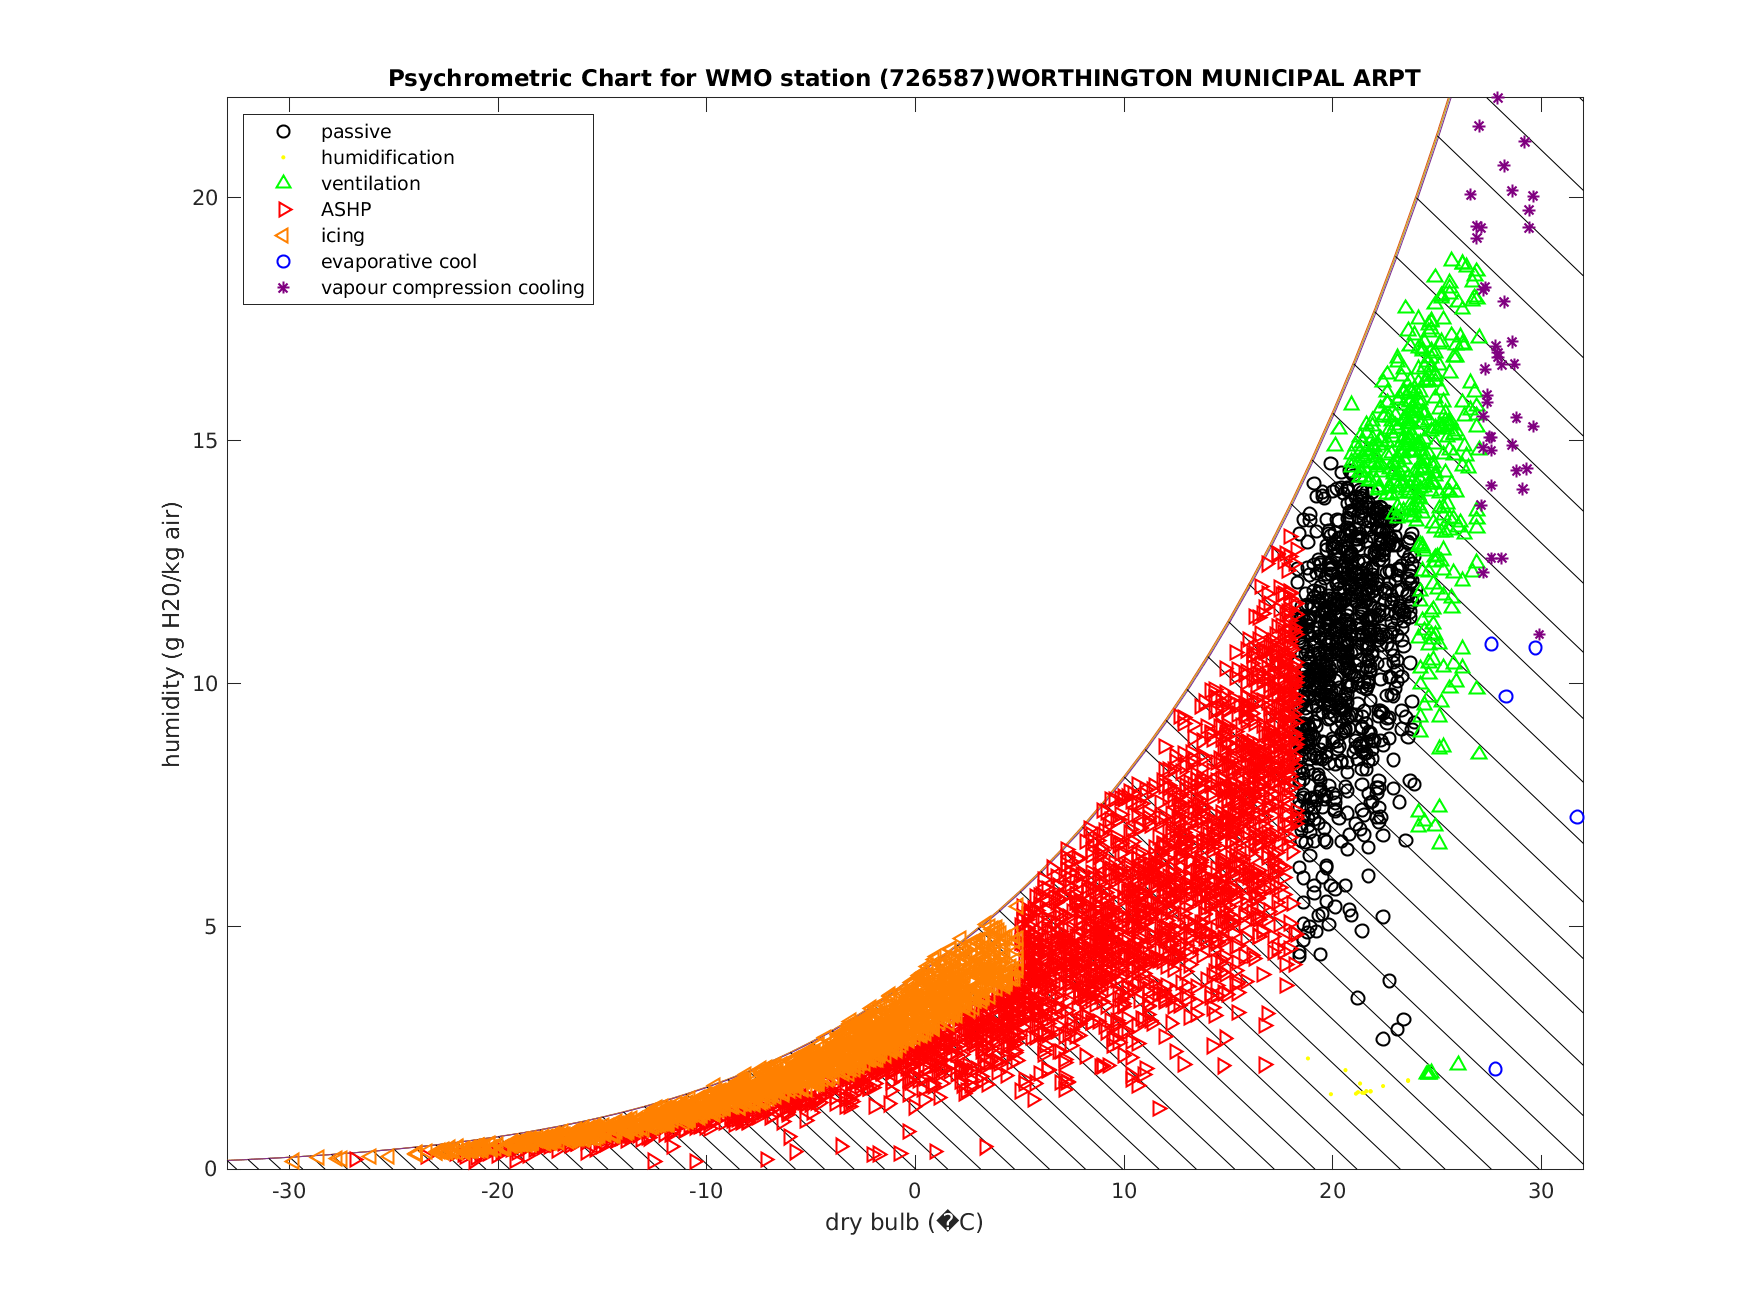 Psychrometric Chart for WMO station (726587)WORTHINGTON MUNICIPAL ARPT
passive
humidification
ventilation
ASHP
icing
evaporative cool
vapour compression cooling
humidity (g H20/kg air)
20
15
10
5
0
-30 -20 -10 0 10 20 30
dry bulb (�C)